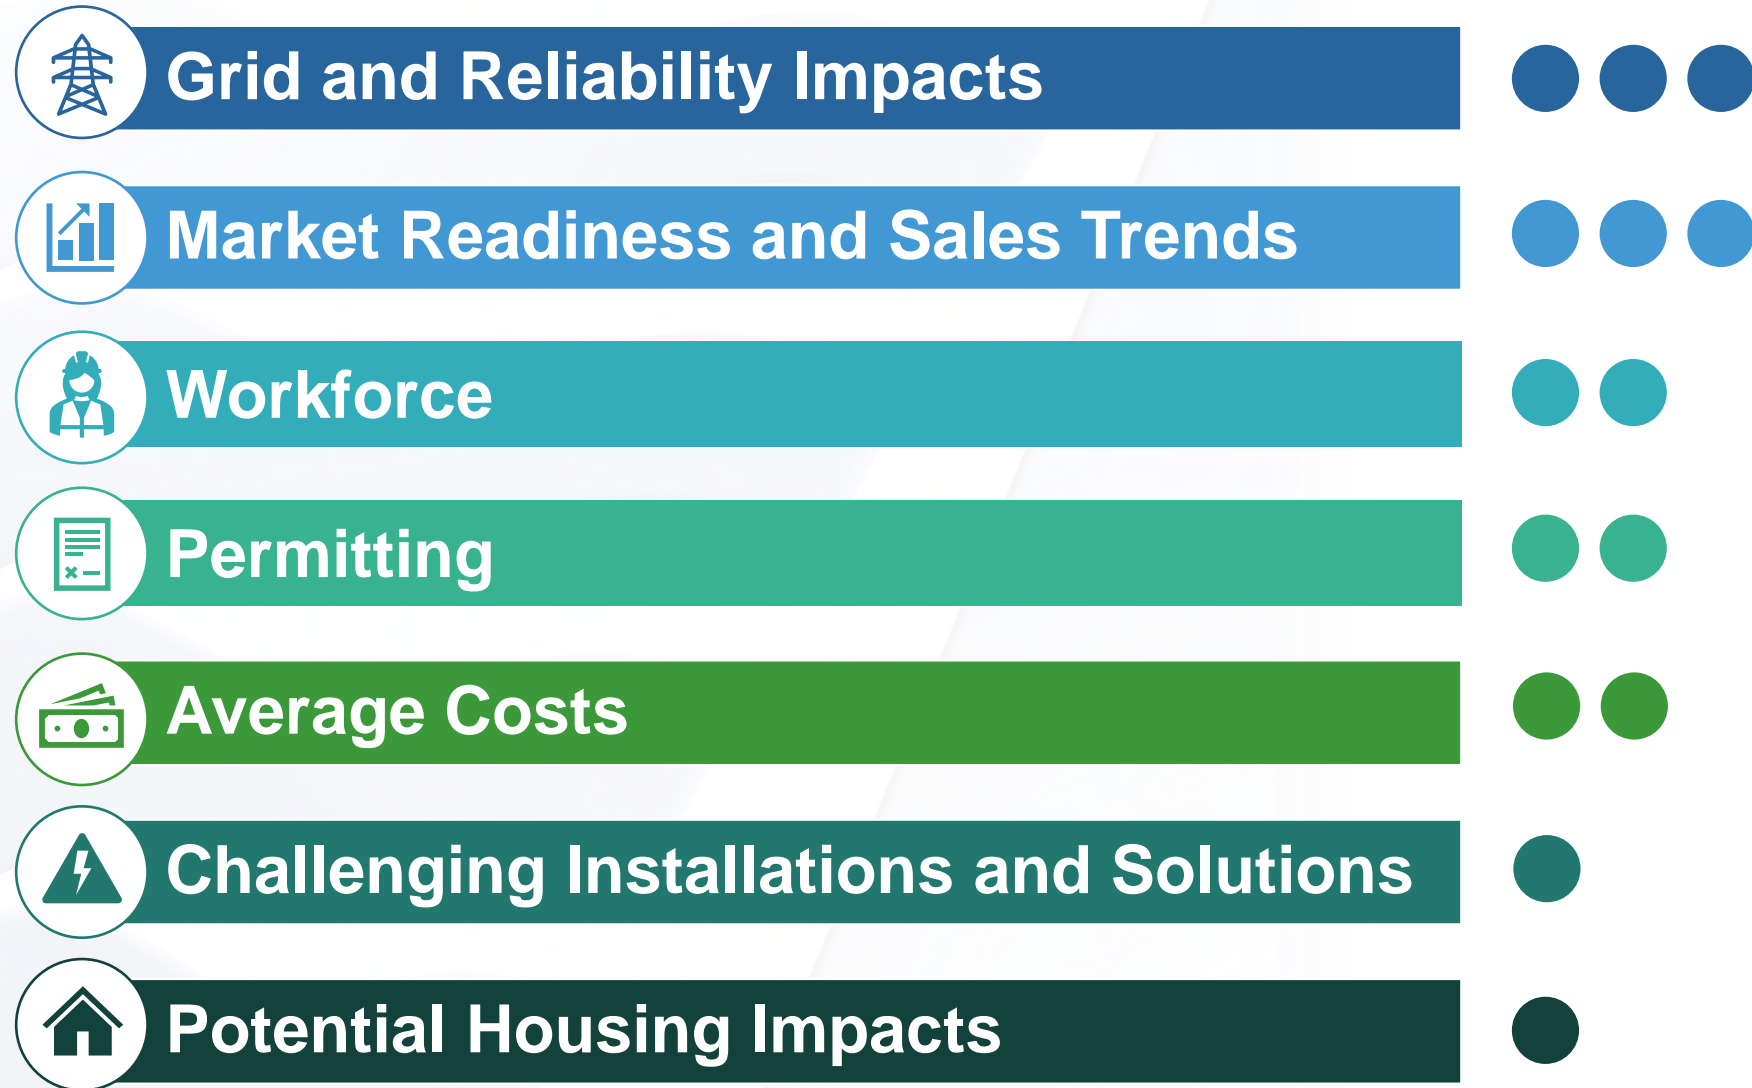 Grid and Reliability Impacts
Market Readiness and Sales Trends
Workforce
Permitting
Average Costs
Challenging Installations and Solutions
Potential Housing Impacts